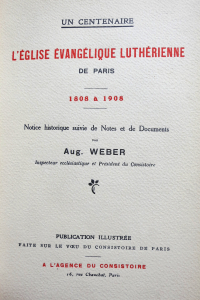 UN CENTENAIRE
L'ÉGLISE ÉVANGÉLIQUE LUTHÉRIENNE
DE PARIS
1808 à 1908
Notice historique suivie de Notes et de Documents
PAR
Aug. WEBER
Inspecteur ecclésiastique et Président du Consistoire
PUBLICATION ILLUSTRÉE
FAITE SUR LE VŒU DU CONSISTOIRE DE PARIS
A L'AGENCE DU CONSISTOIRE
16, rue Chauchat, Paris.